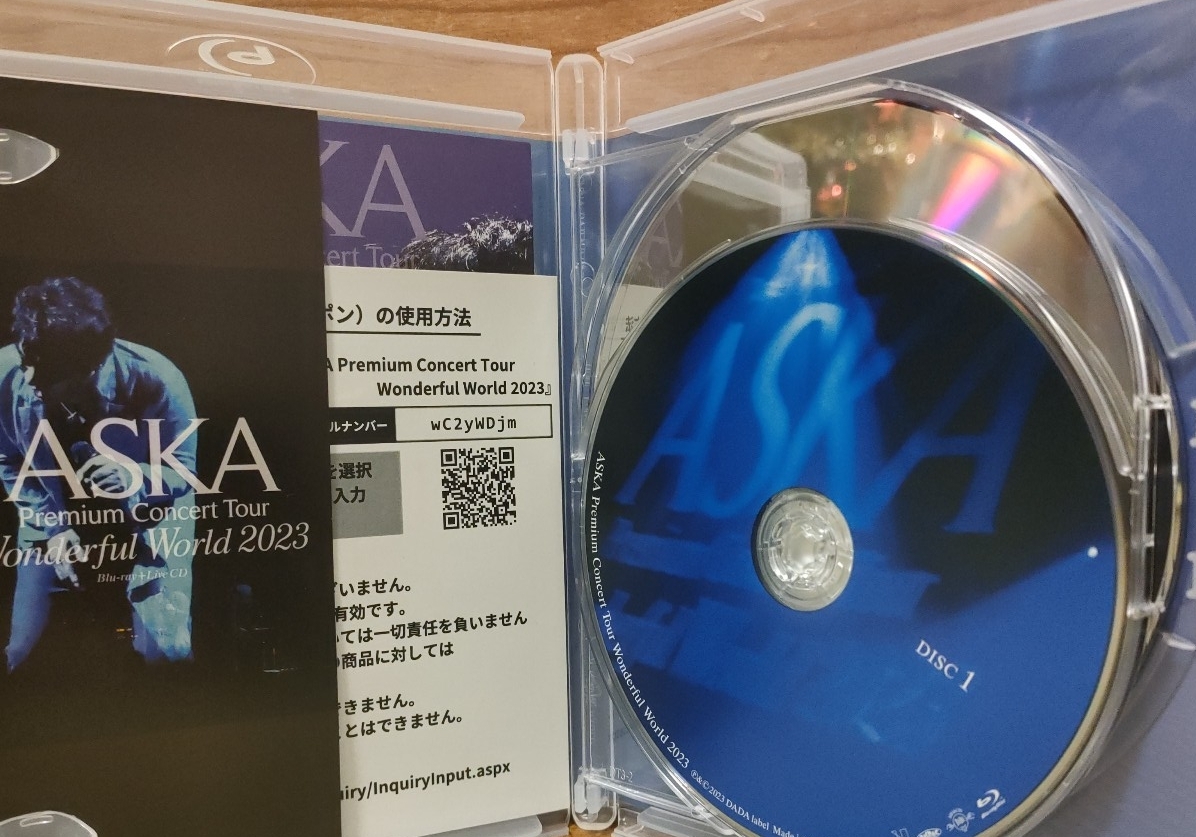 ASKA
Premium Concert Tour
Wonderful World 2023
Blu-ray+Live CD
KA
ert Tour
ポン）の使用方法
A Premium Concert Tour
Wonderful World 2023』
ルナンバー
wC2yWDjm
を選択
入力
いません。
有効です。
ては一切責任を負いません
商品に対しては
きません。
とはできません。
iry/InquiryInput.aspx
ASKA
DISC 1
ASKA Premium Concert Tour Wonderful World 2023 ℗&©2023 DADA label Made i